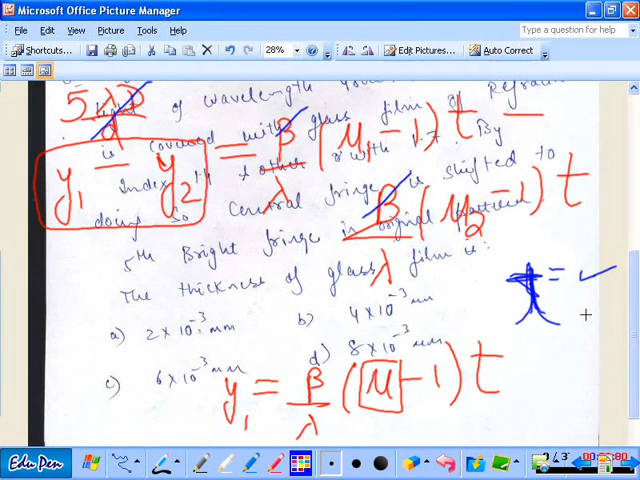 Office Picture Manager
Type a question for help
File Edit View Picture Tools Help
Shortcuts... 28% Edit Pictures... Auto Correct
5 λD of wavelength
d
is covered with glass film of Refractive
y₁ – y₂ = β/λ (μ₁ – 1) t –
Index 1.4 & other with 1.7. By
doing so Central fringe is shifted to
β/λ (μ₂ – 1) t
5th Bright fringe in original pattern
The thickness of glass film is:
t = ✓
a) 2 × 10⁻³ mm b) 4 × 10⁻³ mm
c) 6 × 10⁻³ mm d) 8 × 10⁻³ mm
y₁ = β/λ (μ – 1) t
Edu Pen